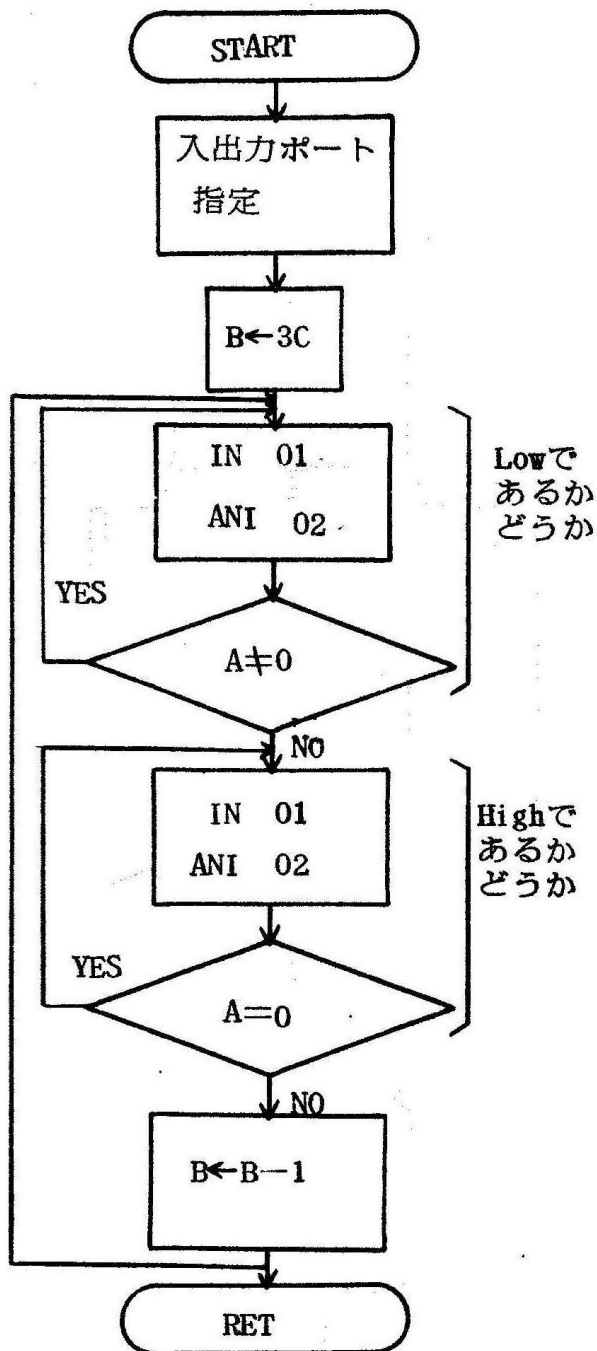 START
入出力ポート
指定
B←3C
IN 01
ANI 02
Lowで
あるか
どうか
YES
A≠0
NO
IN 01
ANI 02
Highで
あるか
どうか
YES
A=0
NO
B←B-1
RET